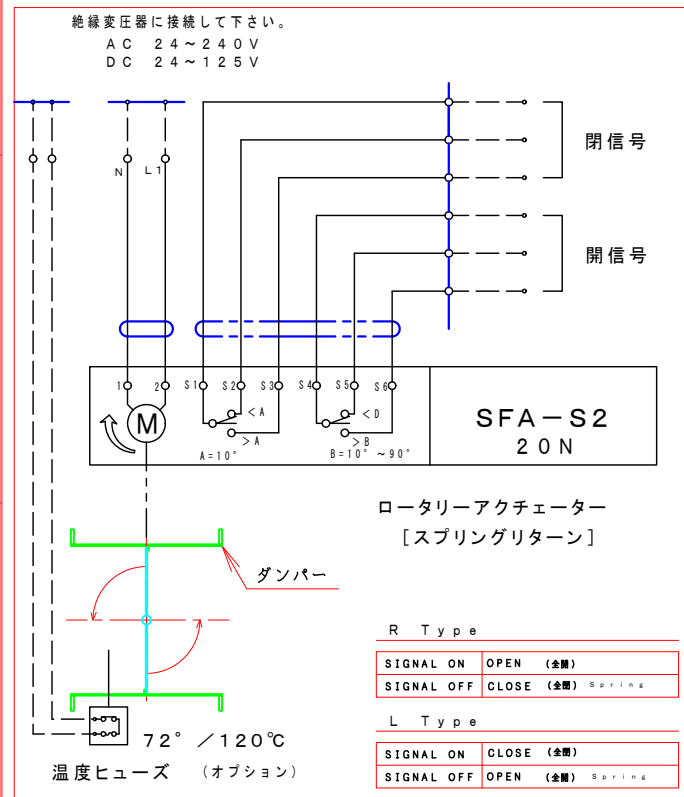 絶縁変圧器に接続して下さい。
AC 24～240V
DC 24～125V
N L1
閉信号
開信号
1 2 S1 S2 S3 S4 S5 S6
M
<A
>A
A=10°
<D
>B
B=10°～90°
SFA-S2
20N
ロータリーアクチェーター
[スプリングリターン]
ダンパー
72°／120℃
温度ヒューズ （オプション）
R Type
SIGNAL ON OPEN (全開)
SIGNAL OFF CLOSE (全閉) Spring
L Type
SIGNAL ON CLOSE (全閉)
SIGNAL OFF OPEN (全開) Spring